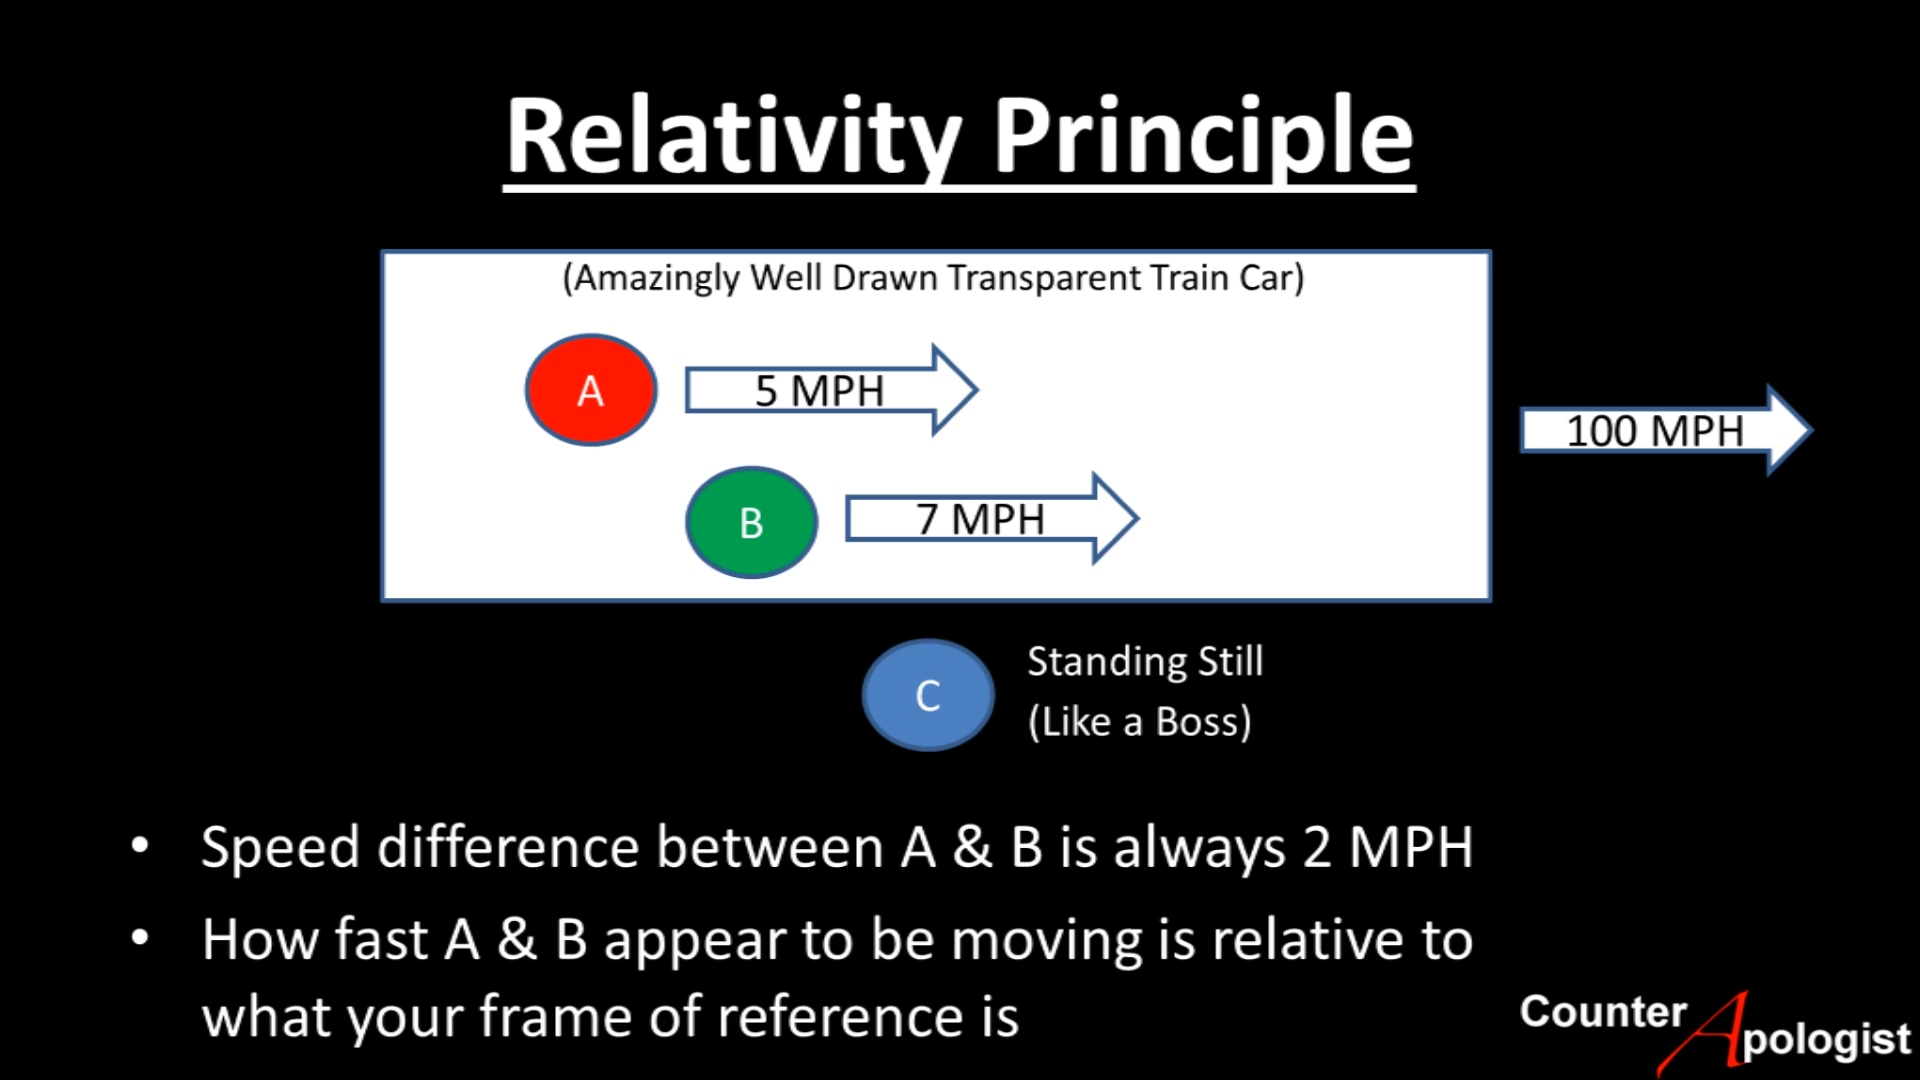 Relativity Principle
(Amazingly Well Drawn Transparent Train Car)
A
5 MPH
100 MPH
B
7 MPH
C
Standing Still
(Like a Boss)
• Speed difference between A & B is always 2 MPH
• How fast A & B appear to be moving is relative to
what your frame of reference is
Counter
Apologist